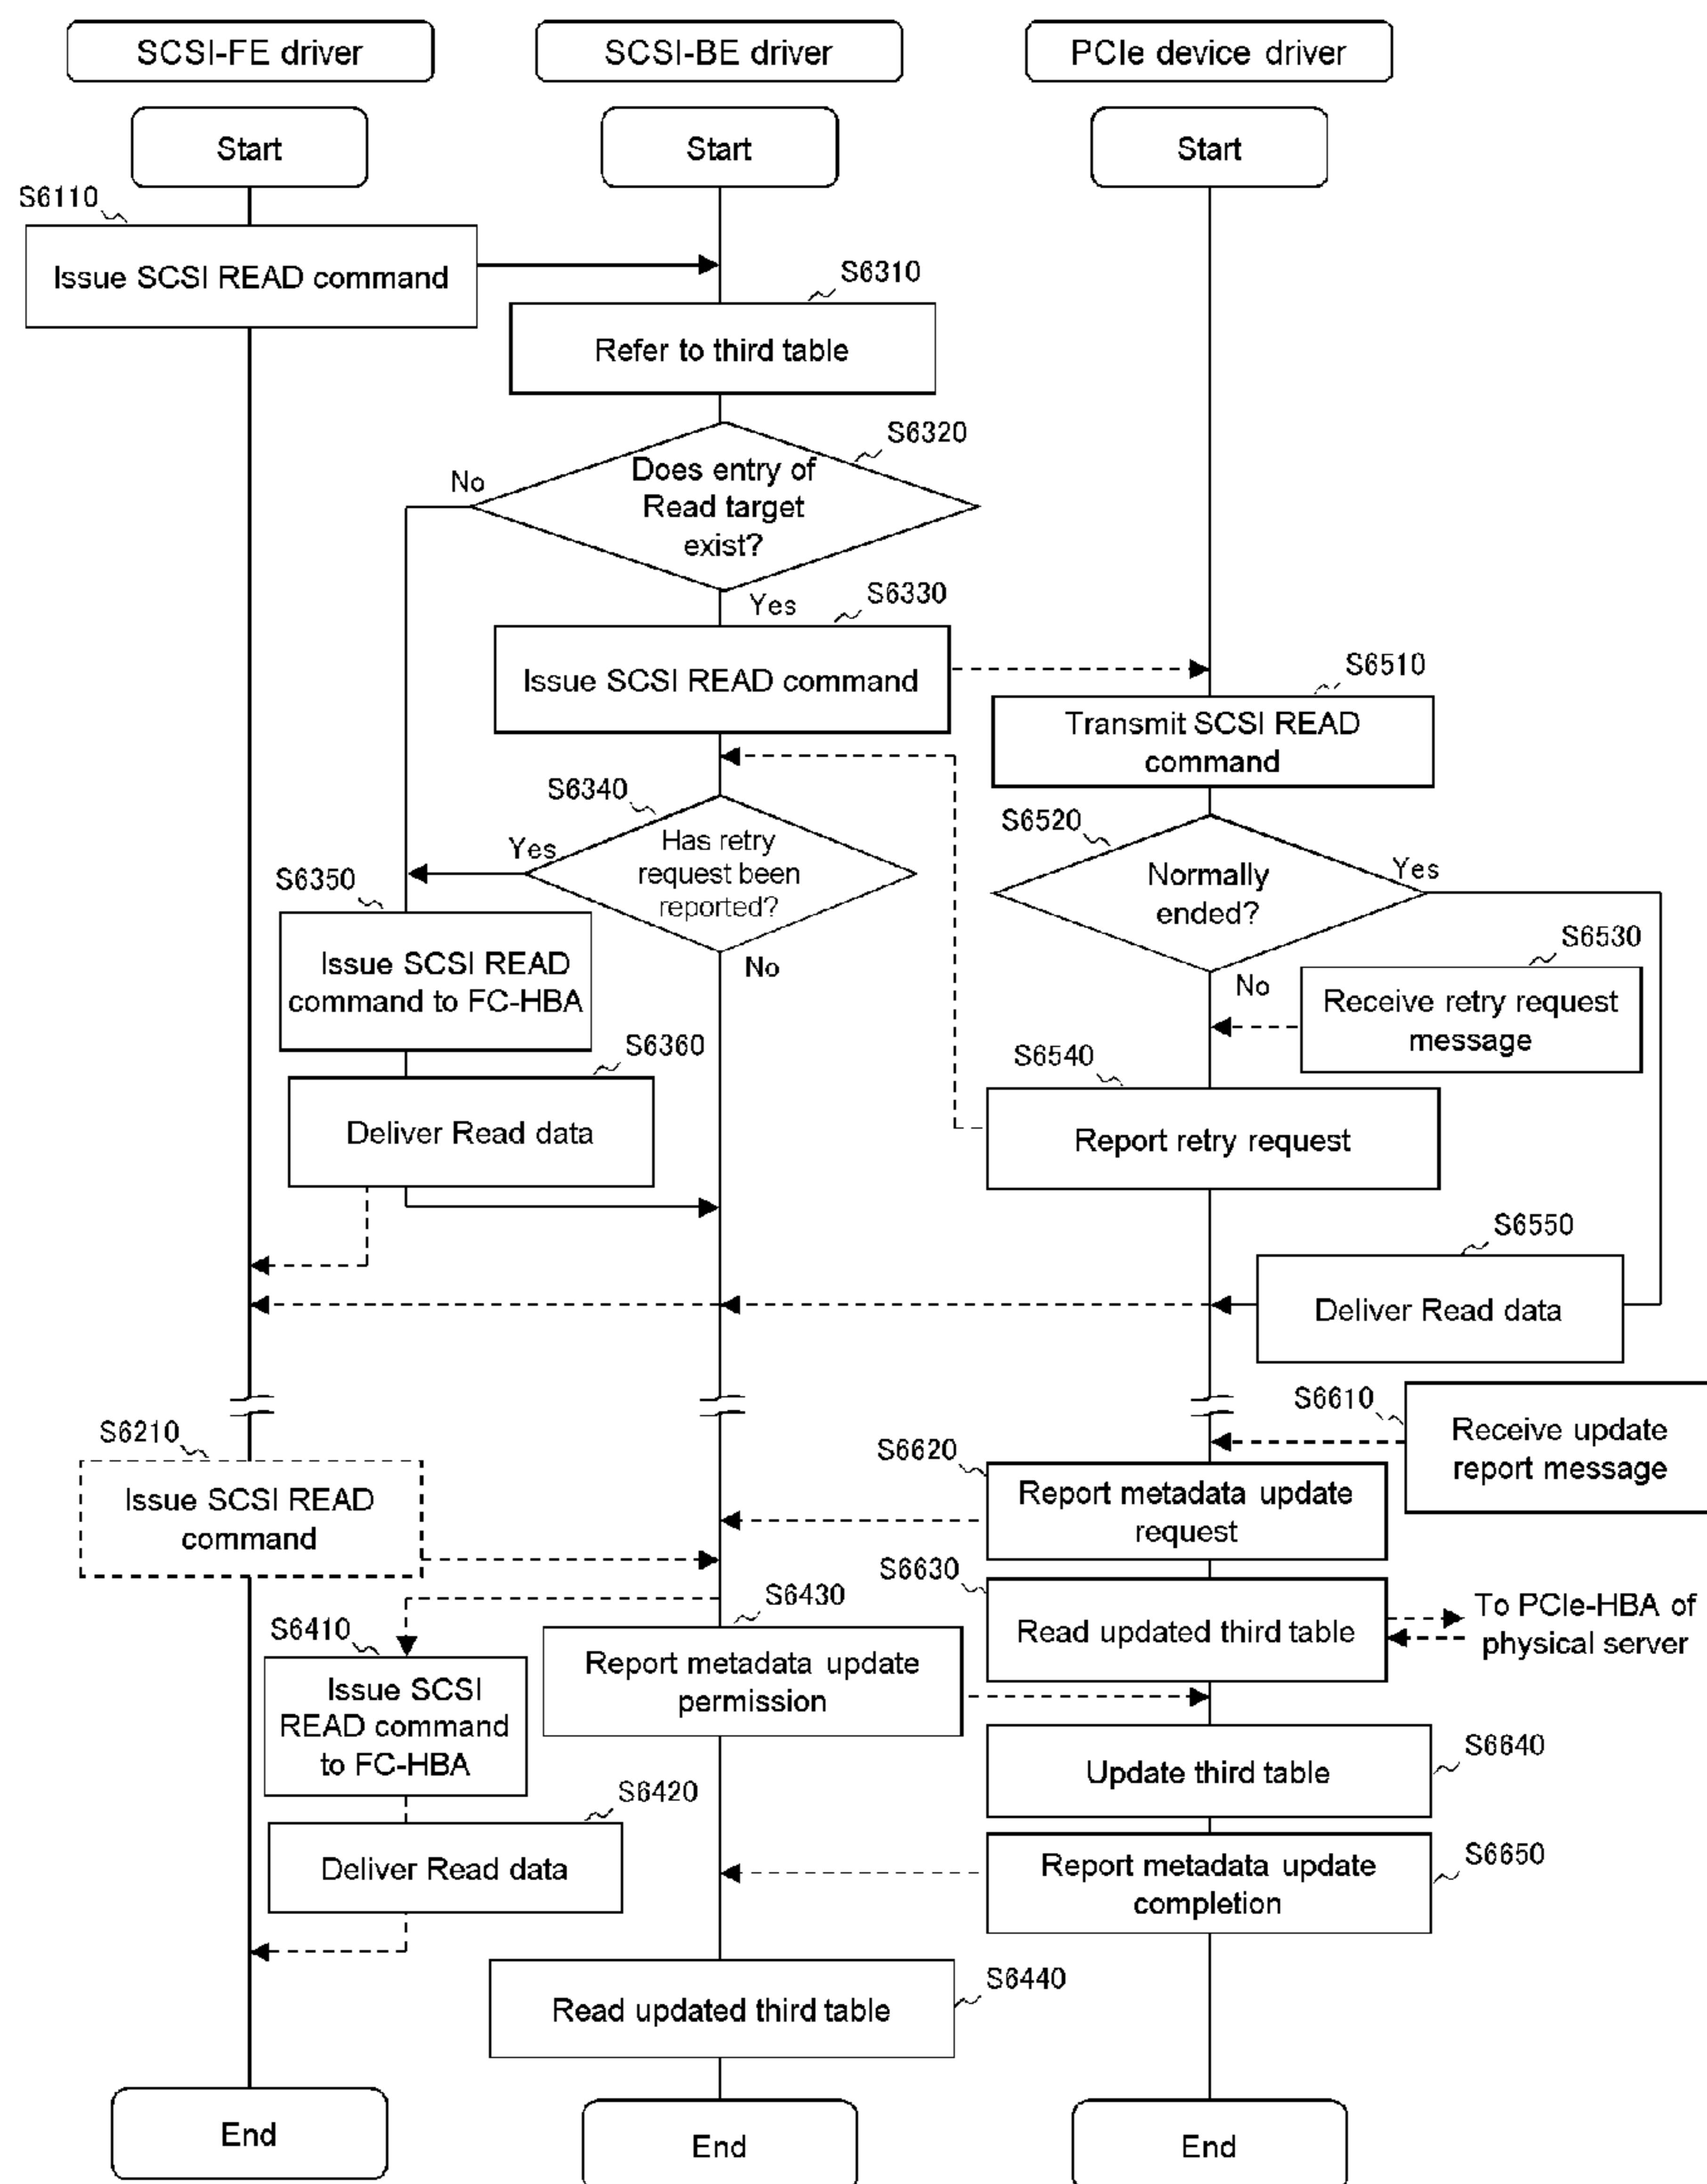 SCSI-FE driver
SCSI-BE driver
PCIe device driver
Start
Start
Start
S6110
Issue SCSI READ command
S6310
Refer to third table
S6320
Does entry of
Read target
exist?
No
Yes
S6330
Issue SCSI READ command
S6510
Transmit SCSI READ
command
S6340
Has retry
request been
reported?
Yes
No
S6520
Normally
ended?
Yes
No
S6350
Issue SCSI READ
command to FC-HBA
S6530
Receive retry request
message
S6360
Deliver Read data
S6540
Report retry request
S6550
Deliver Read data
S6610
Receive update
report message
S6210
Issue SCSI READ
command
S6620
Report metadata update
request
S6630
Read updated third table
To PCIe-HBA of
physical server
S6430
Report metadata update
permission
S6410
Issue SCSI
READ command
to FC-HBA
S6640
Update third table
S6420
Deliver Read data
S6650
Report metadata update
completion
S6440
Read updated third table
End
End
End